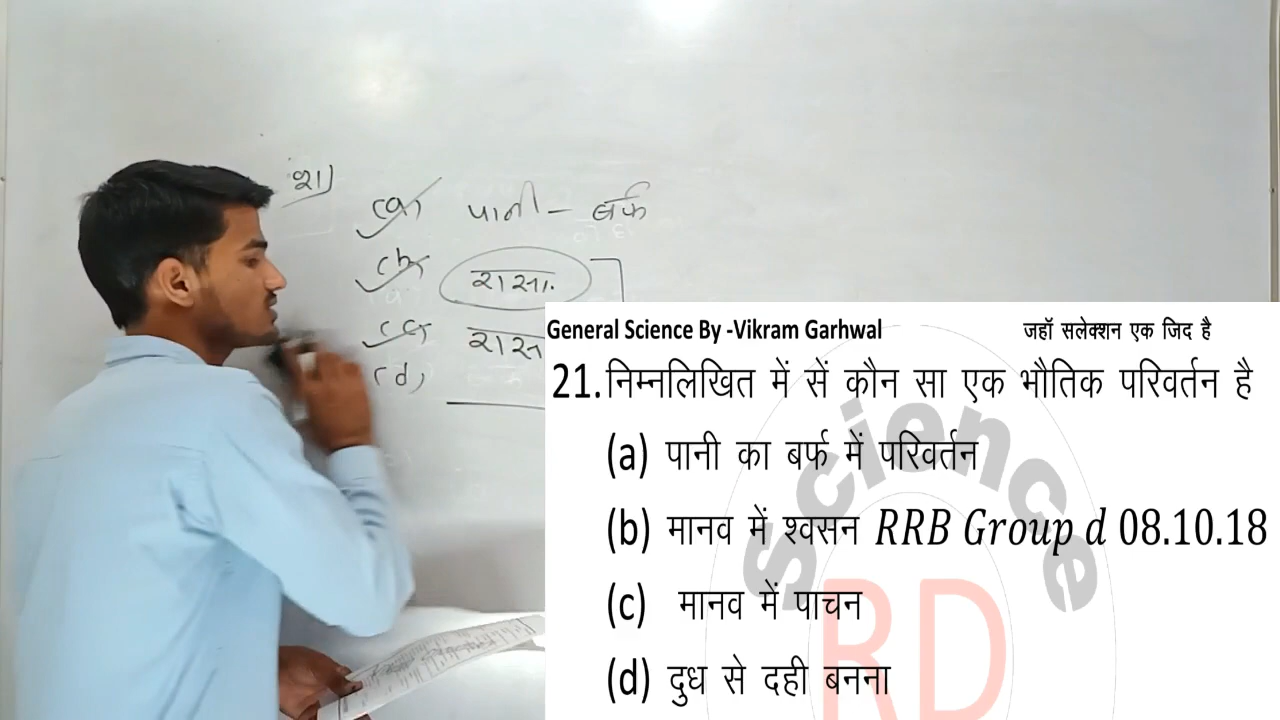 21)
(a) पानी – बर्फ
(b) रासा.
(c) रासा
(d)
General Science By -Vikram Garhwal
जहाॅ सलेक्शन एक जिद है
21. निम्नलिखित में सें कौन सा एक भौतिक परिवर्तन है
(a) पानी का बर्फ में परिवर्तन
(b) मानव में श्वसन RRB Group d 08.10.18
(c) मानव में पाचन
(d) दुध से दही बनना
Science
RD